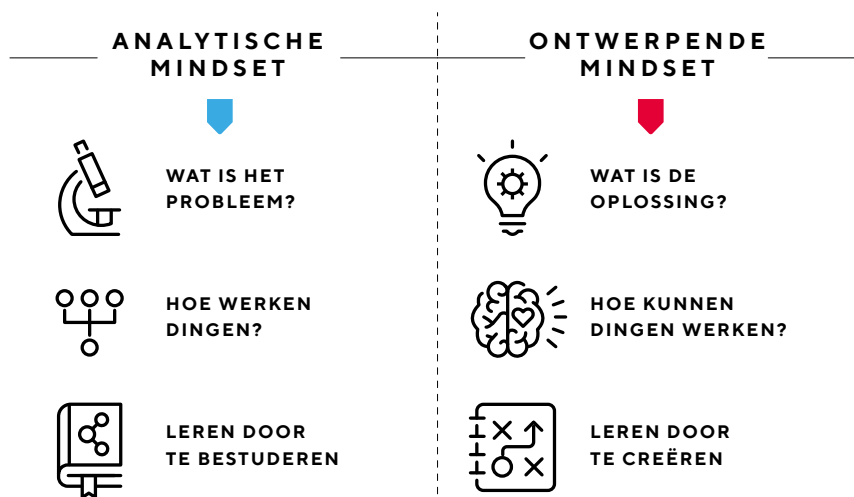 ANALYTISCHE
MINDSET
WAT IS HET
PROBLEEM?
HOE WERKEN
DINGEN?
LEREN DOOR
TE BESTUDEREN
ONTWERPENDE
MINDSET
WAT IS DE
OPLOSSING?
HOE KUNNEN
DINGEN WERKEN?
LEREN DOOR
TE CREËREN